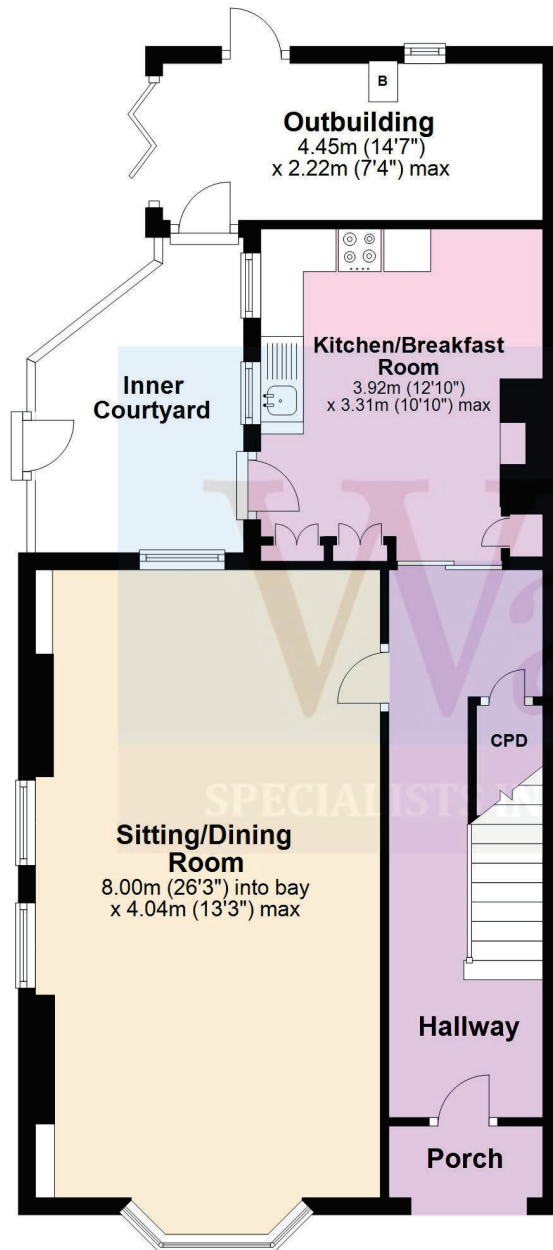 B
Outbuilding
4.45m (14'7")
x 2.22m (7'4") max
Kitchen/Breakfast
Room
3.92m (12'10")
x 3.31m (10'10") max
Inner
Courtyard
CPD
SPECIALISTS IN
Sitting/Dining
Room
8.00m (26'3") into bay
x 4.04m (13'3") max
Hallway
Porch